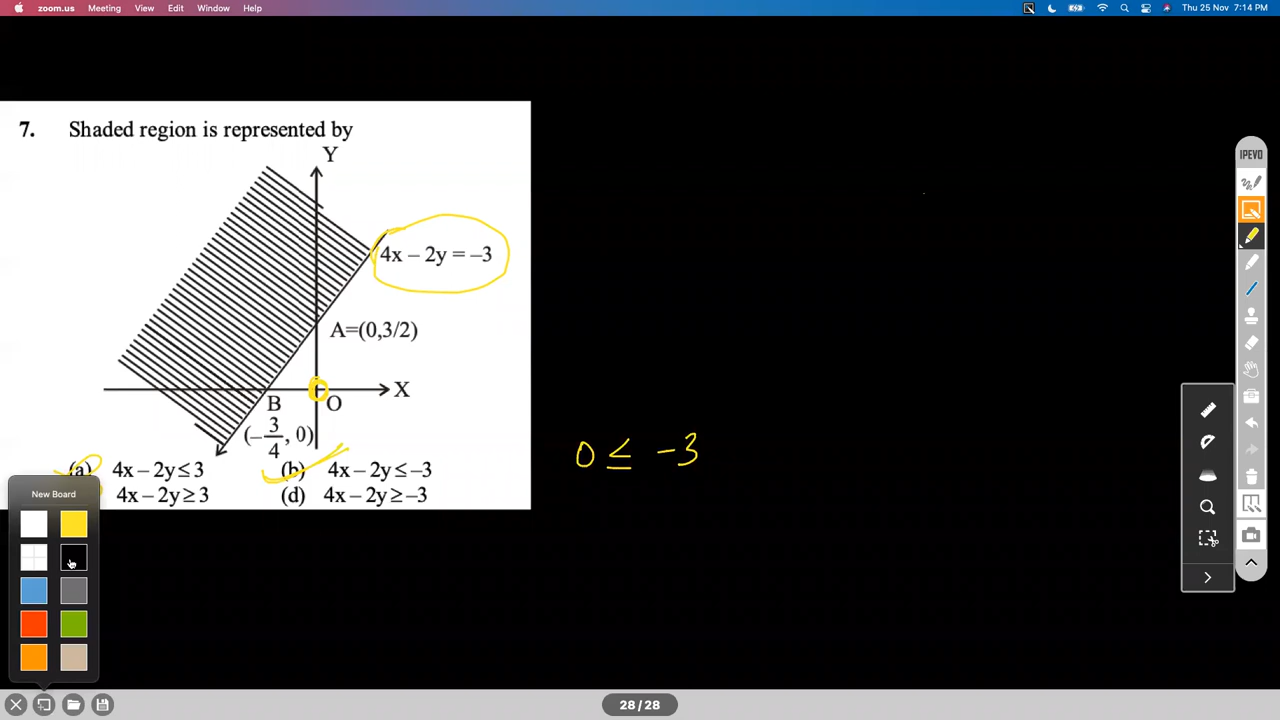 zoom.us Meeting View Edit Window Help Thu 25 Nov 7:14 PM
7. Shaded region is represented by
Y
4x – 2y = –3
A=(0,3/2)
X
B O
(–3/4, 0)
(a) 4x – 2y ≤ 3 (b) 4x – 2y ≤ –3
4x – 2y ≥ 3 (d) 4x – 2y ≥ –3
0 ≤ -3
New Board
IPEVO
28 / 28